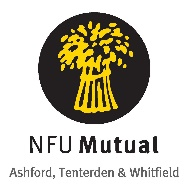 NFU Mutual
Ashford, Tenterden & Whitfield